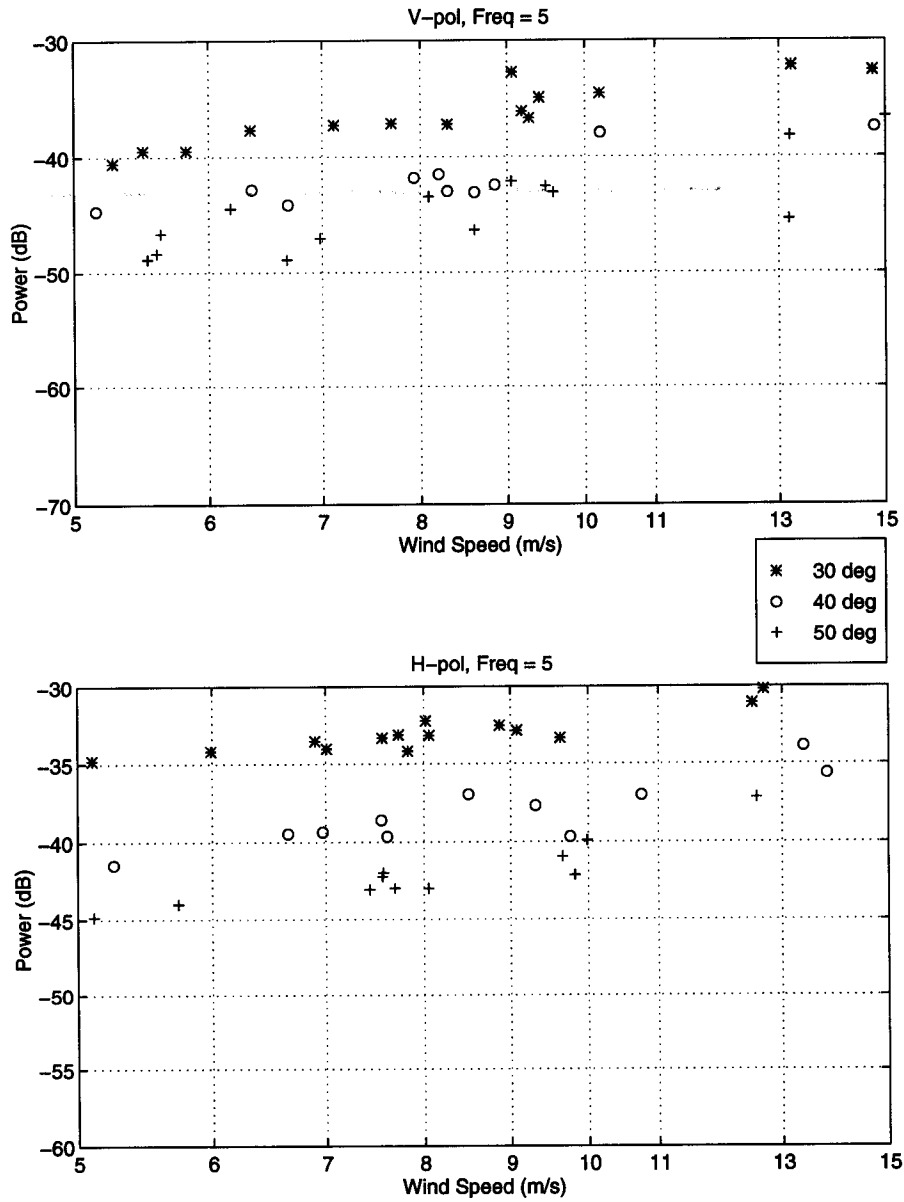 V-pol, Freq = 5
-30
-40
-50
-60
-70
Power (dB)
5 6 7 8 9 10 11 13 15
Wind Speed (m/s)
30 deg
40 deg
50 deg
H-pol, Freq = 5
-30
-35
-40
-45
-50
-55
-60
Power (dB)
5 6 7 8 9 10 11 13 15
Wind Speed (m/s)